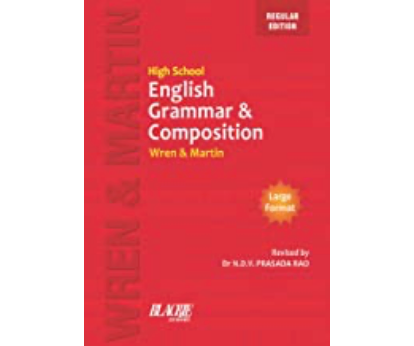 REGULAR
EDITION
WREN & MARTIN
High School
English
Grammar &
Composition
Wren & Martin
Large
Format
Revised by
Dr N.D.V. PRASADA RAO
BLACKIE